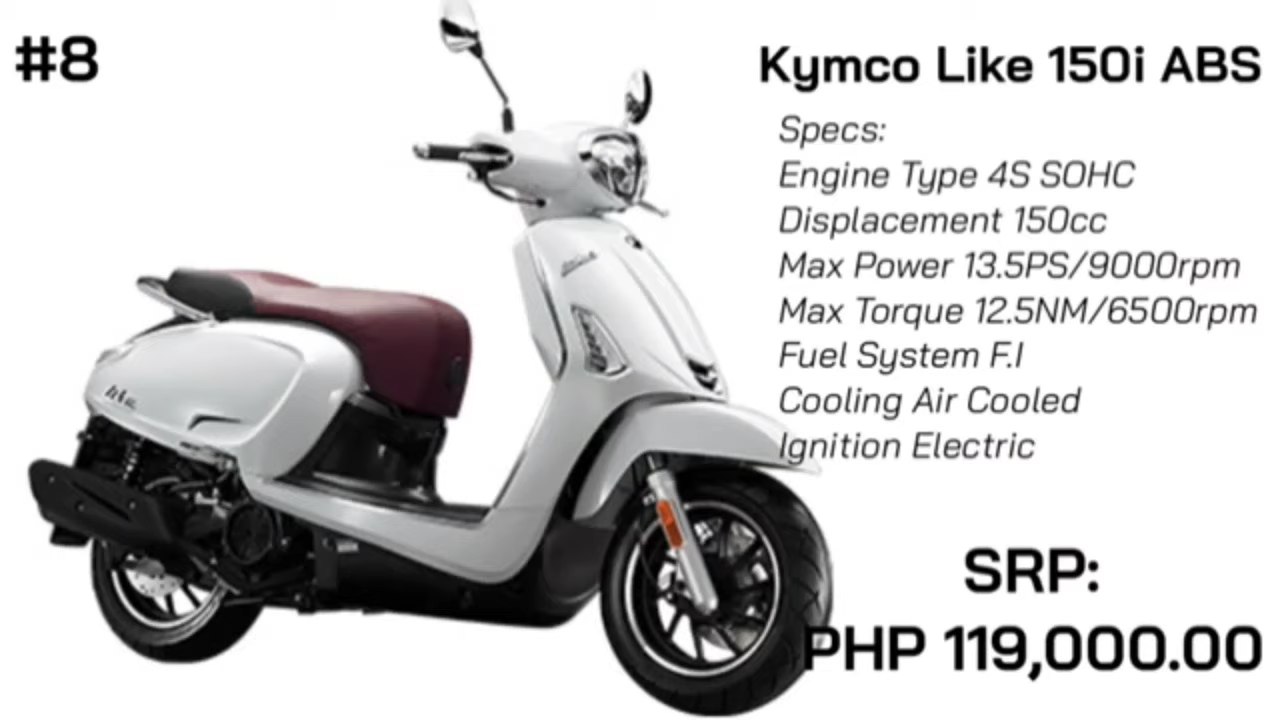 #8
Kymco Like 150i ABS
Specs:
Engine Type 4S SOHC
Displacement 150cc
Max Power 13.5PS/9000rpm
Max Torque 12.5NM/6500rpm
Fuel System F.I
Cooling Air Cooled
Ignition Electric
SRP:
PHP 119,000.00